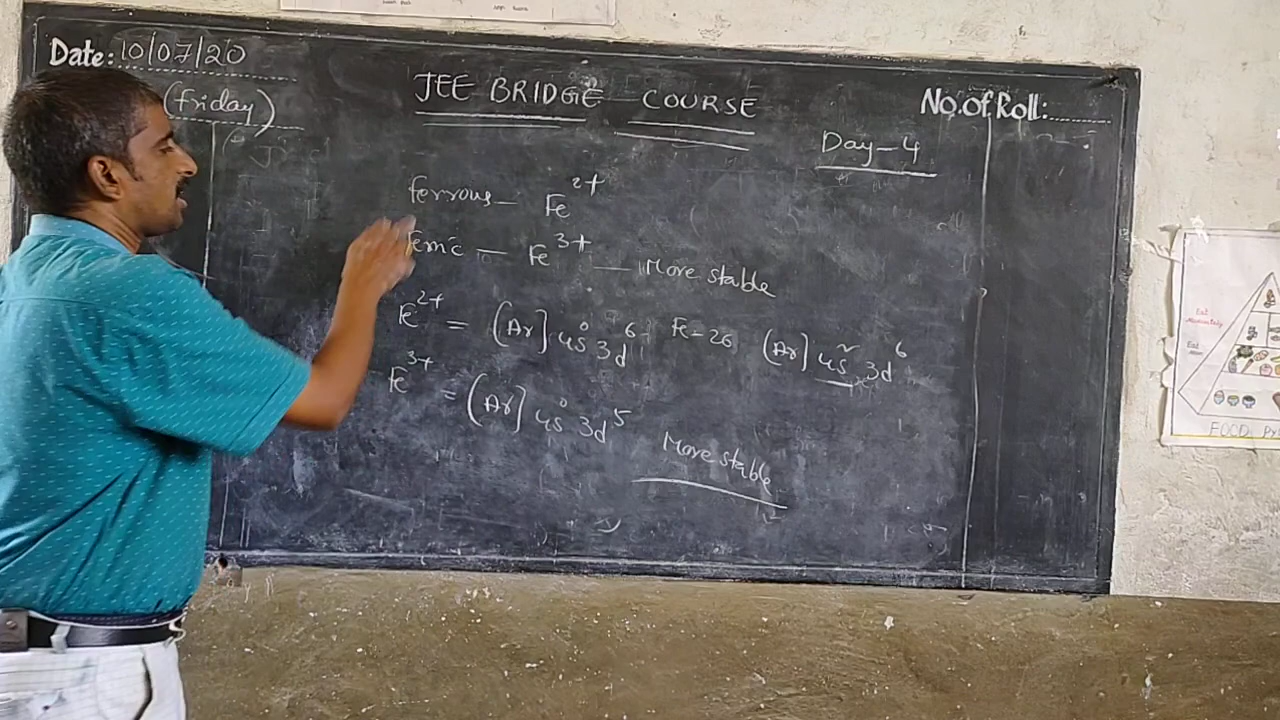 Date: 10/07/20
(Friday)
JEE BRIDGE COURSE
No.of Roll:
Day-4
Ferrous - Fe²⁺
Ferric - Fe³⁺ - More stable
Fe²⁺ = [Ar] 4s⁰ 3d⁶ Fe-26 [Ar] 4s² 3d⁶
Fe³⁺ = [Ar] 4s⁰ 3d⁵
More stable
FOOD